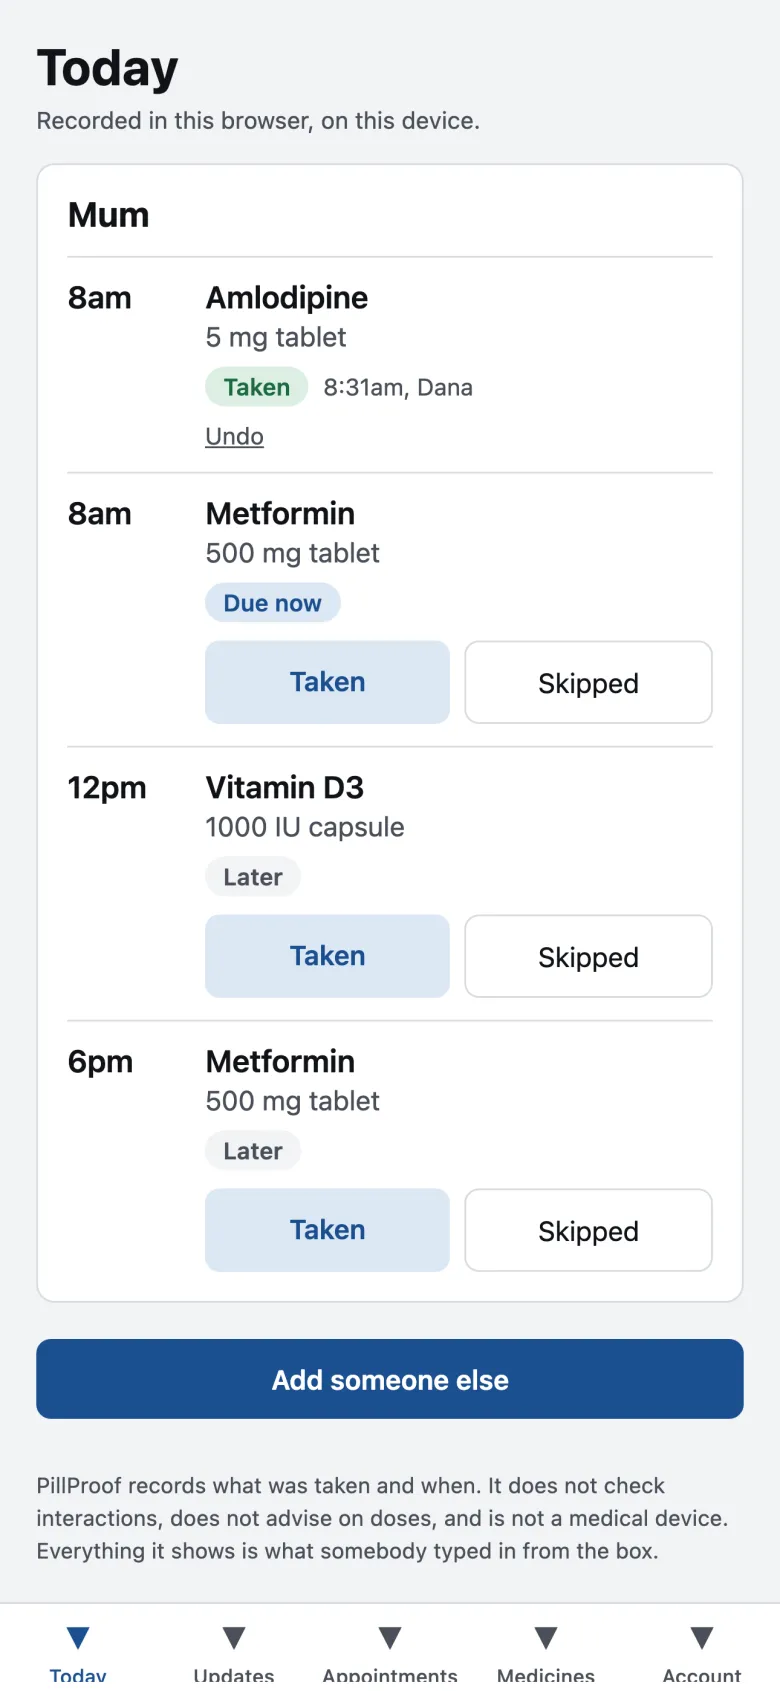 Today
Recorded in this browser, on this device.
Mum
8am
Amlodipine
5 mg tablet
Taken 8:31am, Dana
Undo
8am
Metformin
500 mg tablet
Due now
Taken
Skipped
12pm
Vitamin D3
1000 IU capsule
Later
Taken
Skipped
6pm
Metformin
500 mg tablet
Later
Taken
Skipped
Add someone else
PillProof records what was taken and when. It does not check
interactions, does not advise on doses, and is not a medical device.
Everything it shows is what somebody typed in from the box.
Today
Updates
Appointments
Medicines
Account